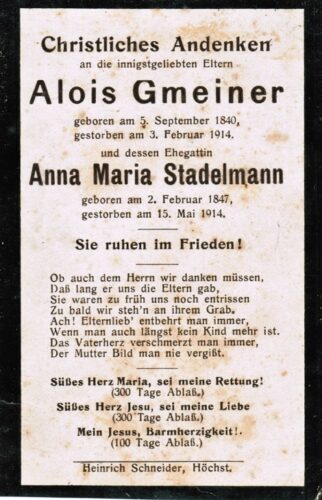 Christliches Andenken
an die innigstgeliebten Eltern
Alois Gmeiner
geboren am 5. September 1840,
gestorben am 3. Februar 1914.
und dessen Ehegattin
Anna Maria Stadelmann
geboren am 2. Februar 1847,
gestorben am 15. Mai 1914.
Sie ruhen im Frieden!
Ob auch dem Herrn wir danken müssen,
Daß lang er uns die Eltern gab,
Sie waren zu früh uns noch entrissen
Zu bald wir steh'n an ihrem Grab.
Ach! Elternlieb' entbehrt man immer,
Wenn man auch längst kein Kind mehr ist.
Das Vaterherz verschmerzt man immer,
Der Mutter Bild man nie vergißt.
Süßes Herz Maria, sei meine Rettung!
(300 Tage Ablaß.)
Süßes Herz Jesu, sei meine Liebe
(300 Tage Ablaß.)
Mein Jesus, Barmherzigkeit!.
(100 Tage Ablaß.)
Heinrich Schneider, Höchst.